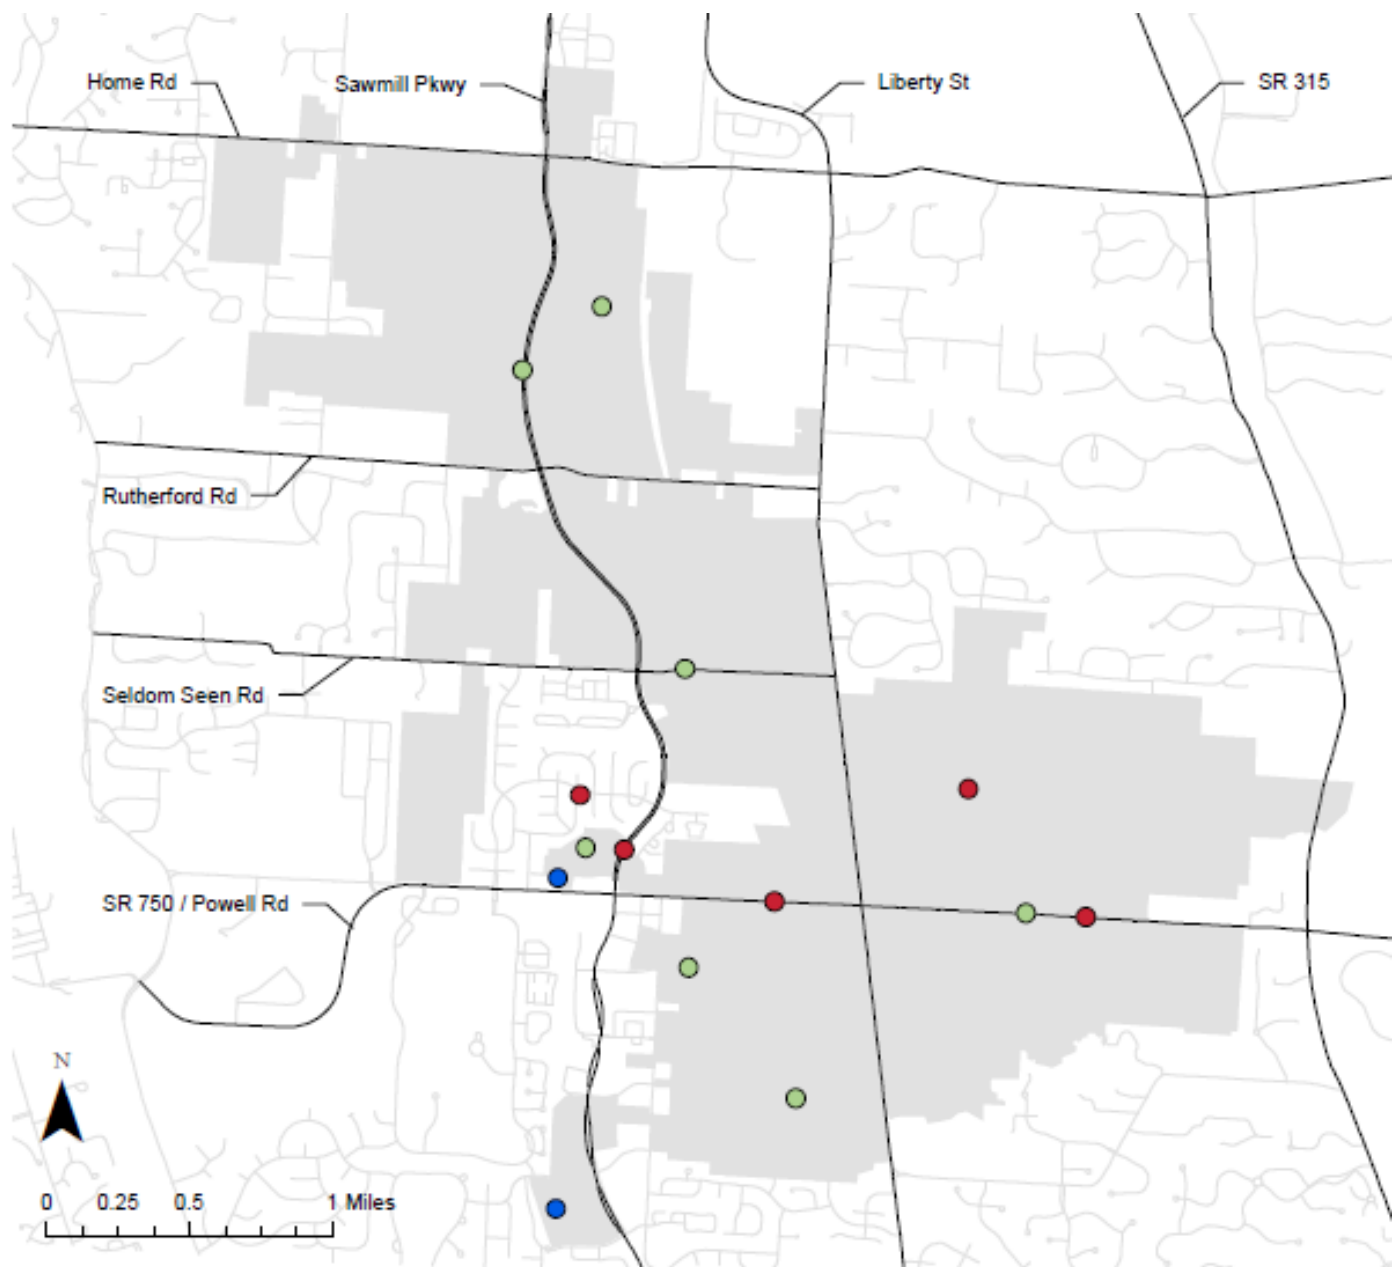 Home Rd
Sawmill Pkwy
Liberty St
SR 315
Rutherford Rd
Seldom Seen Rd
SR 750 / Powell Rd
N
0 0.25 0.5 1 Miles